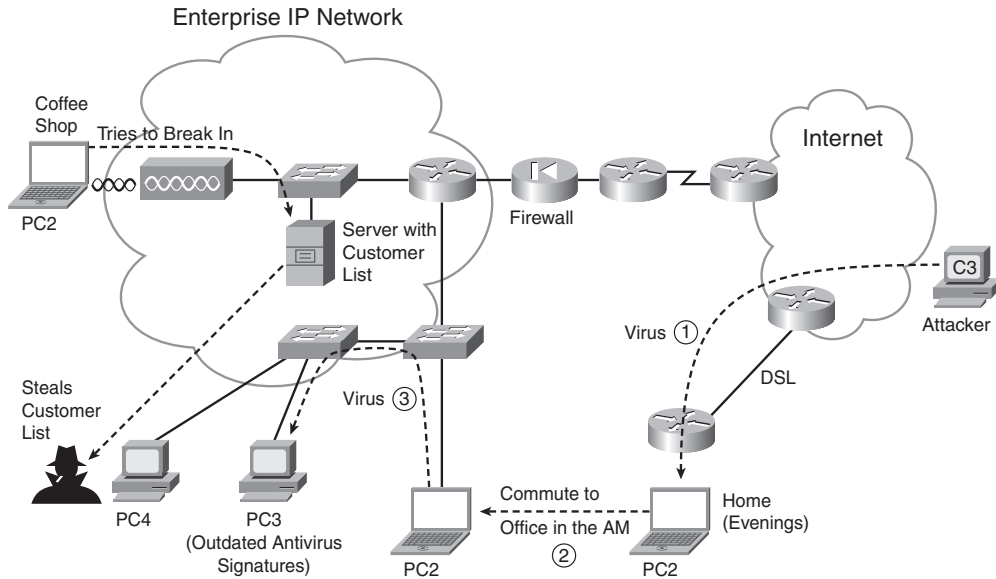 Enterprise IP Network
Coffee
Shop
Tries to Break In
PC2
Server with
Customer
List
Firewall
Internet
C3
Attacker
Virus 1
DSL
Virus 3
Steals
Customer
List
PC4
PC3
(Outdated Antivirus
Signatures)
PC2
Commute to
Office in the AM
2
Home
(Evenings)
PC2